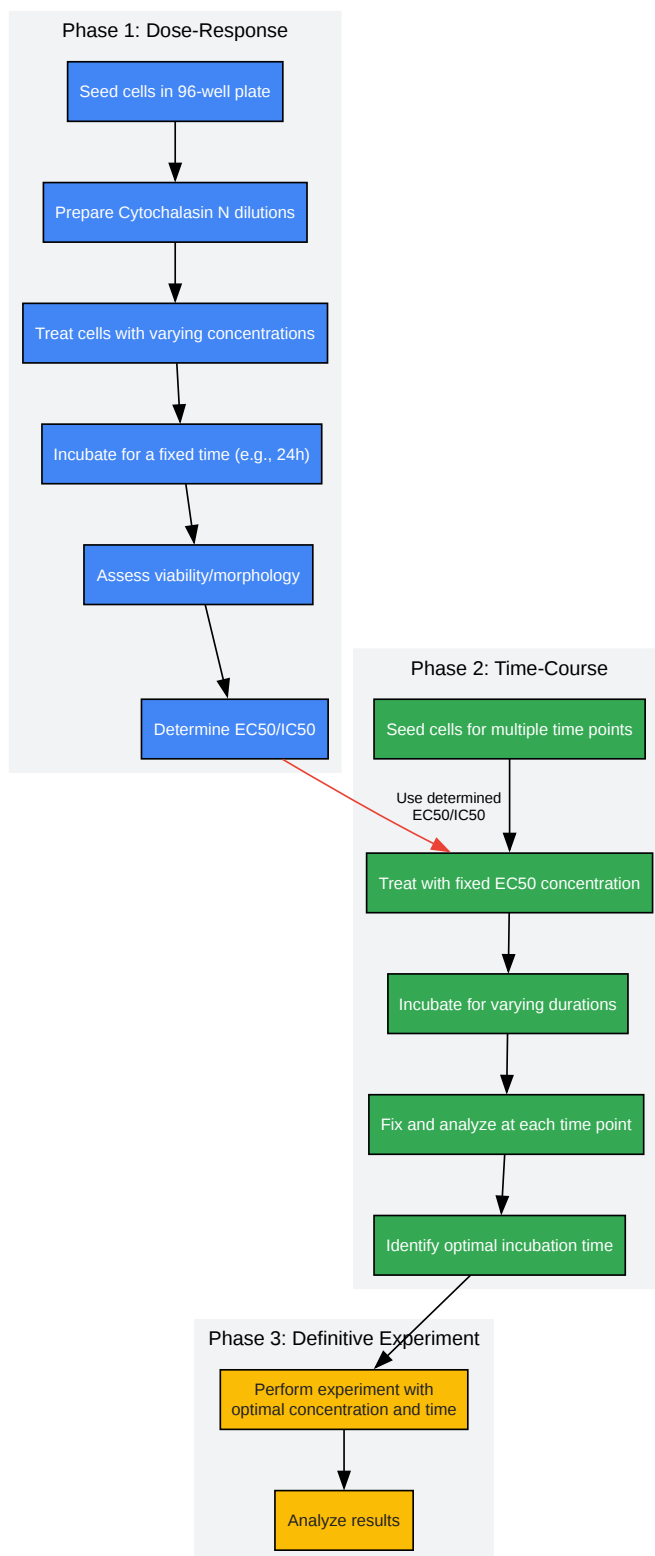 Phase 1: Dose-Response
Seed cells in 96-well plate
Prepare Cytochalasin N dilutions
Treat cells with varying concentrations
Incubate for a fixed time (e.g., 24h)
Assess viability/morphology
Determine EC50/IC50
Phase 2: Time-Course
Seed cells for multiple time points
Use determined
EC50/IC50
Treat with fixed EC50 concentration
Incubate for varying durations
Fix and analyze at each time point
Identify optimal incubation time
Phase 3: Definitive Experiment
Perform experiment with
optimal concentration and time
Analyze results